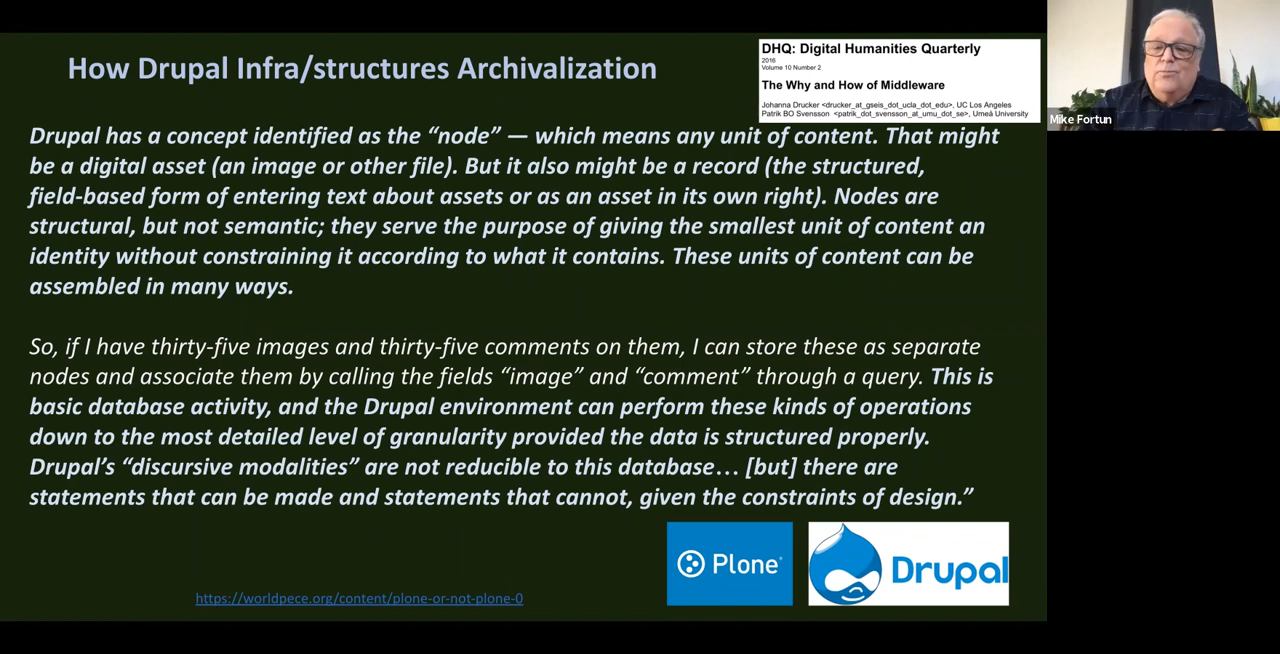 How Drupal Infra/structures Archivalization
DHQ: Digital Humanities Quarterly
2016
Volume 10 Number 2
The Why and How of Middleware
Johanna Drucker <drucker_at_gseis_dot_ucla_dot_edu>, UC Los Angeles
Patrik BO Svensson <patrik_dot_svensson_at_umu_dot_se>, Umeå University
Mike Fortun
Drupal has a concept identified as the “node” — which means any unit of content. That might
be a digital asset (an image or other file). But it also might be a record (the structured,
field-based form of entering text about assets or as an asset in its own right). Nodes are
structural, but not semantic; they serve the purpose of giving the smallest unit of content an
identity without constraining it according to what it contains. These units of content can be
assembled in many ways.
So, if I have thirty-five images and thirty-five comments on them, I can store these as separate
nodes and associate them by calling the fields “image” and “comment” through a query. This is
basic database activity, and the Drupal environment can perform these kinds of operations
down to the most detailed level of granularity provided the data is structured properly.
Drupal’s “discursive modalities” are not reducible to this database… [but] there are
statements that can be made and statements that cannot, given the constraints of design.”
Plone
Drupal
https://worldpece.org/content/plone-or-not-plone-0